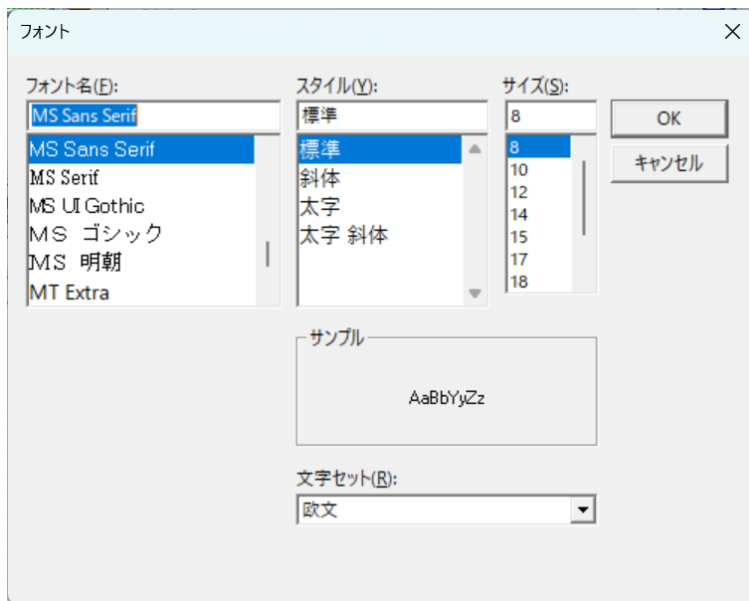 フォント
フォント名(F):
MS Sans Serif
MS Sans Serif
MS Serif
MS UI Gothic
ＭＳ ゴシック
ＭＳ 明朝
MT Extra
スタイル(Y):
標準
標準
斜体
太字
太字 斜体
サイズ(S):
8
8
10
12
14
15
17
18
OK
キャンセル
サンプル
AaBbYyZz
文字セット(R):
欧文